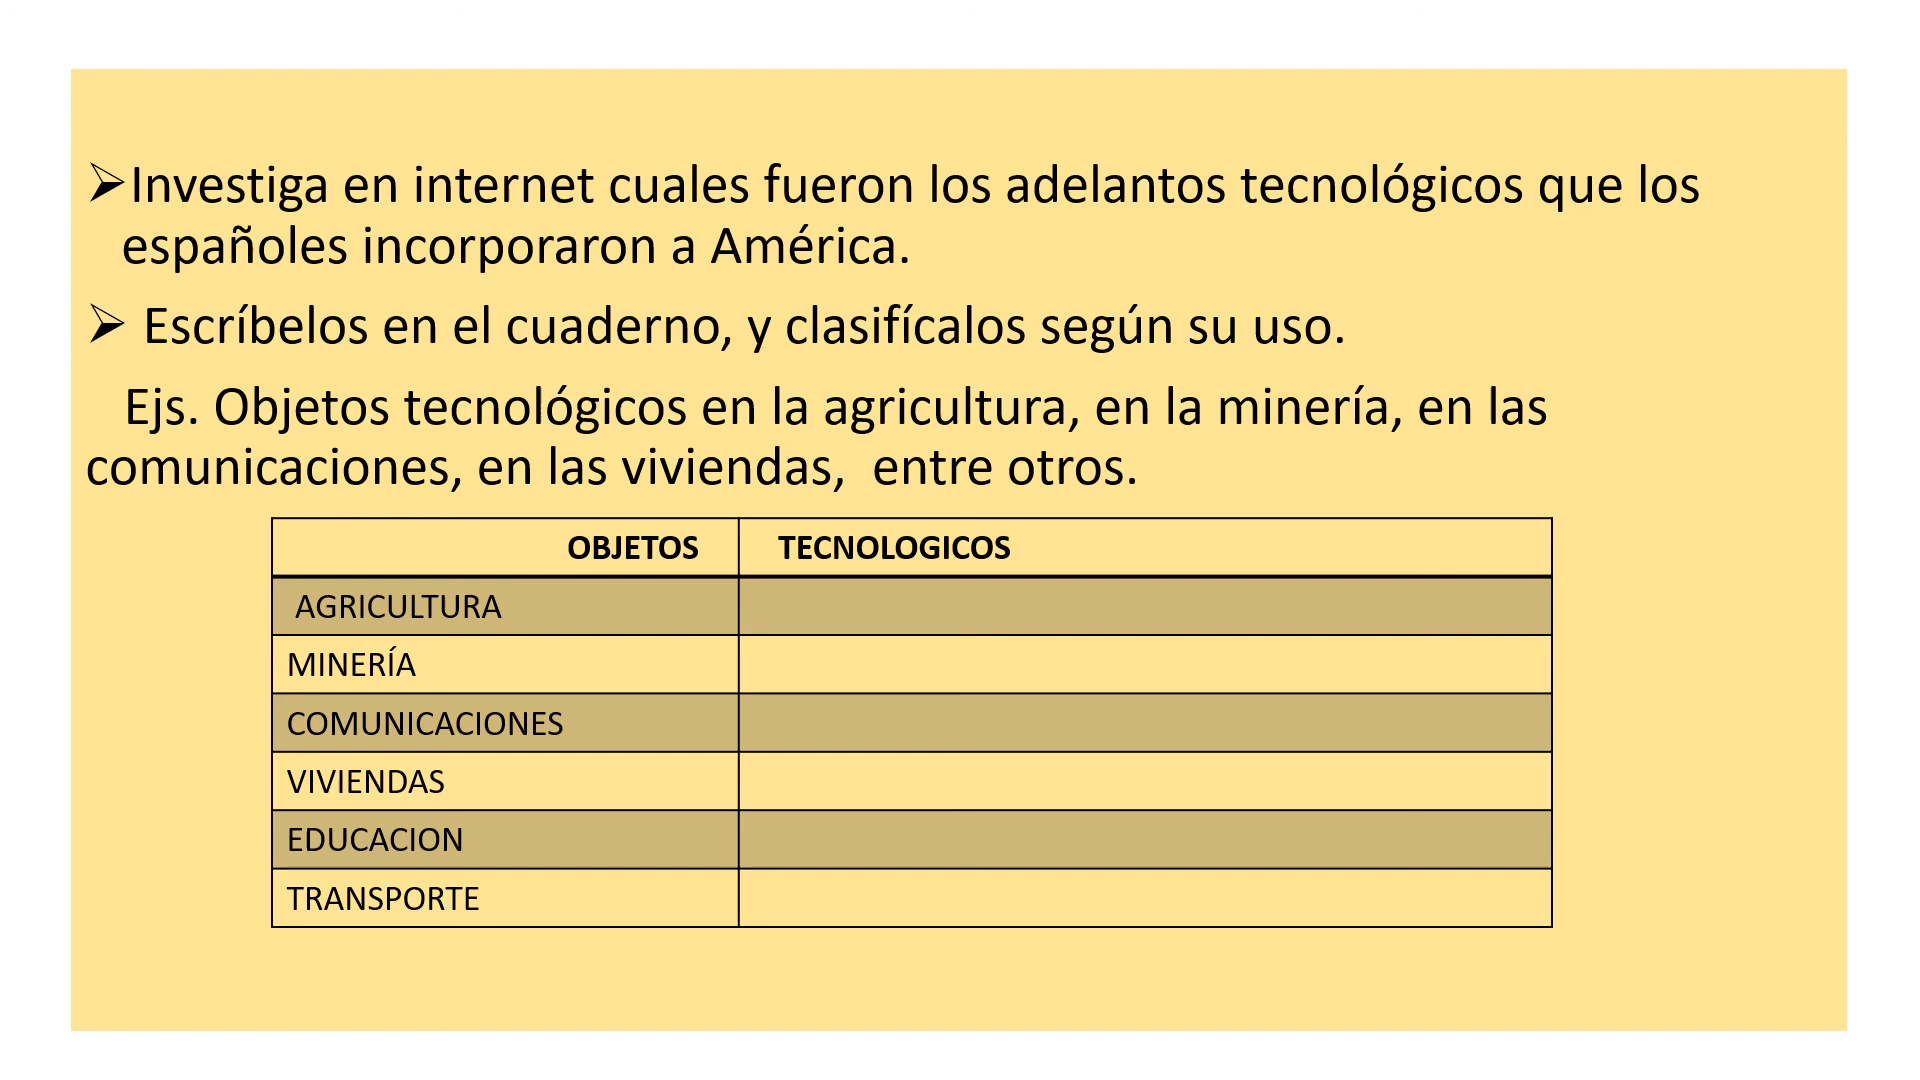 ➢Investiga en internet cuales fueron los adelantos tecnológicos que los
españoles incorporaron a América.
➢ Escríbelos en el cuaderno, y clasifícalos según su uso.
Ejs. Objetos tecnológicos en la agricultura, en la minería, en las
comunicaciones, en las viviendas,  entre otros.
OBJETOS TECNOLOGICOS
AGRICULTURA
MINERÍA
COMUNICACIONES
VIVIENDAS
EDUCACION
TRANSPORTE